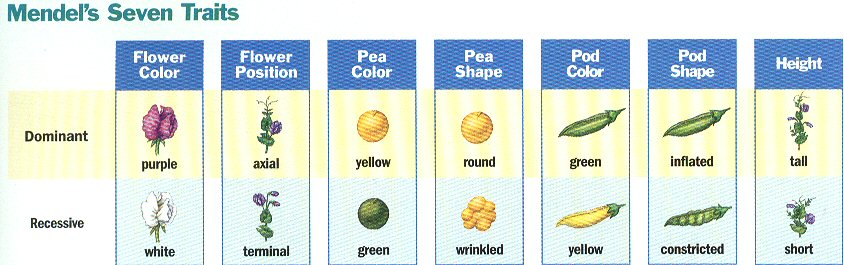 Mendel's Seven Traits
Flower Color
Flower Position
Pea Color
Pea Shape
Pod Color
Pod Shape
Height
Dominant
purple
axial
yellow
round
green
inflated
tall
Recessive
white
terminal
green
wrinkled
yellow
constricted
short